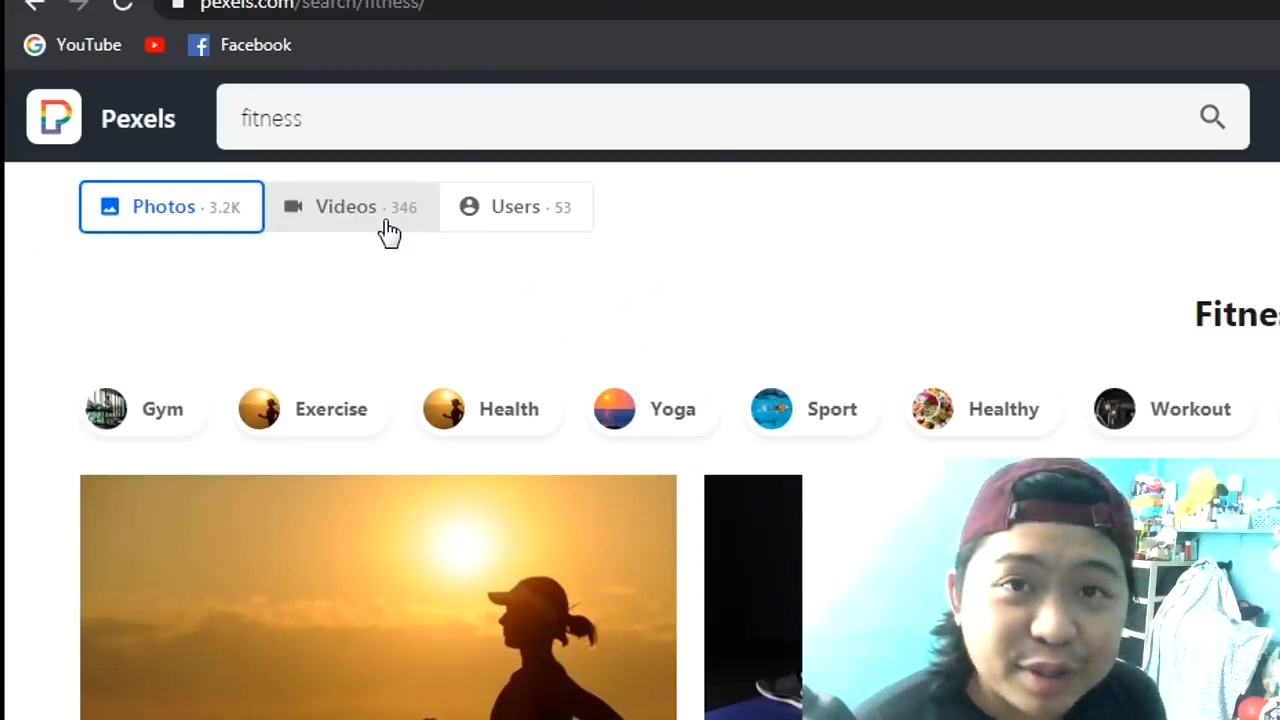 pexels.com/search/fitness/
YouTube Facebook
Pexels fitness
Photos · 3.2K Videos · 346 Users · 53
Fitne
Gym Exercise Health Yoga Sport Healthy Workout